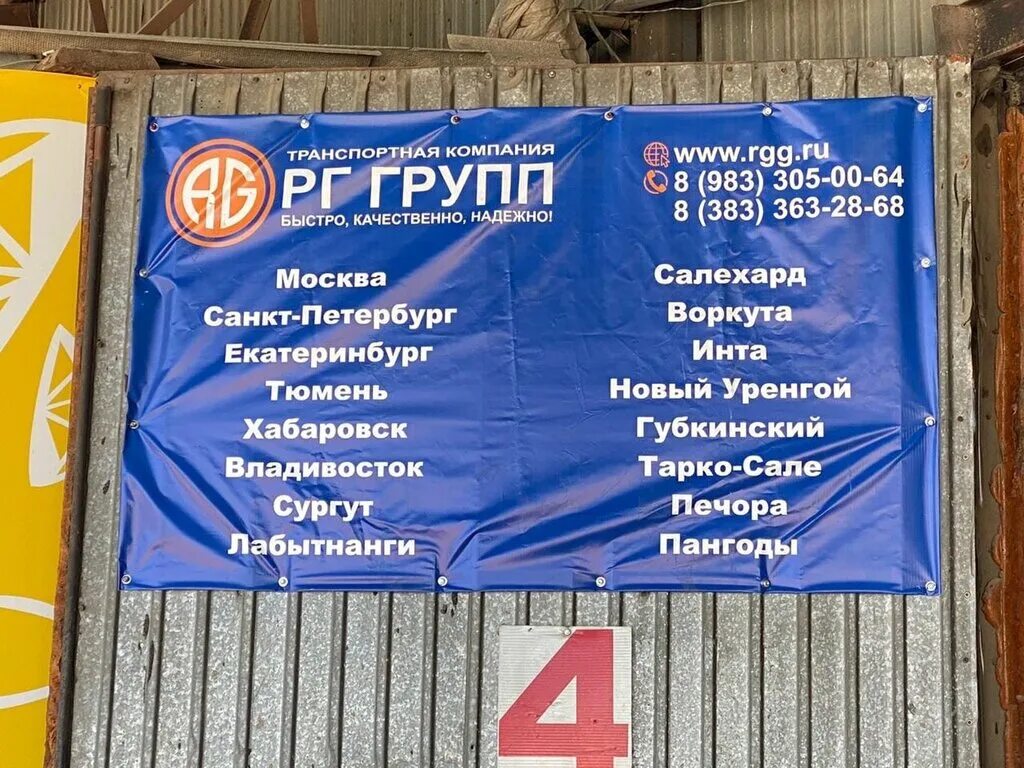 RG
ТРАНСПОРТНАЯ КОМПАНИЯ
РГ ГРУПП
БЫСТРО, КАЧЕСТВЕННО, НАДЕЖНО!
www.rgg.ru
8 (983) 305-00-64
8 (383) 363-28-68
Москва
Санкт-Петербург
Екатеринбург
Тюмень
Хабаровск
Владивосток
Сургут
Лабытнанги
Салехард
Воркута
Инта
Новый Уренгой
Губкинский
Тарко-Сале
Печора
Пангоды
4